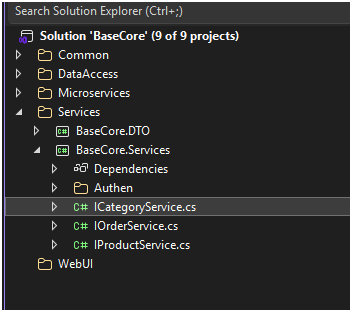 Search Solution Explorer (Ctrl+;)
Solution 'BaseCore' (9 of 9 projects)
Common
DataAccess
Microservices
Services
C# BaseCore.DTO
C# BaseCore.Services
Dependencies
Authen
C# ICategoryService.cs
C# IOrderService.cs
C# IProductService.cs
WebUI